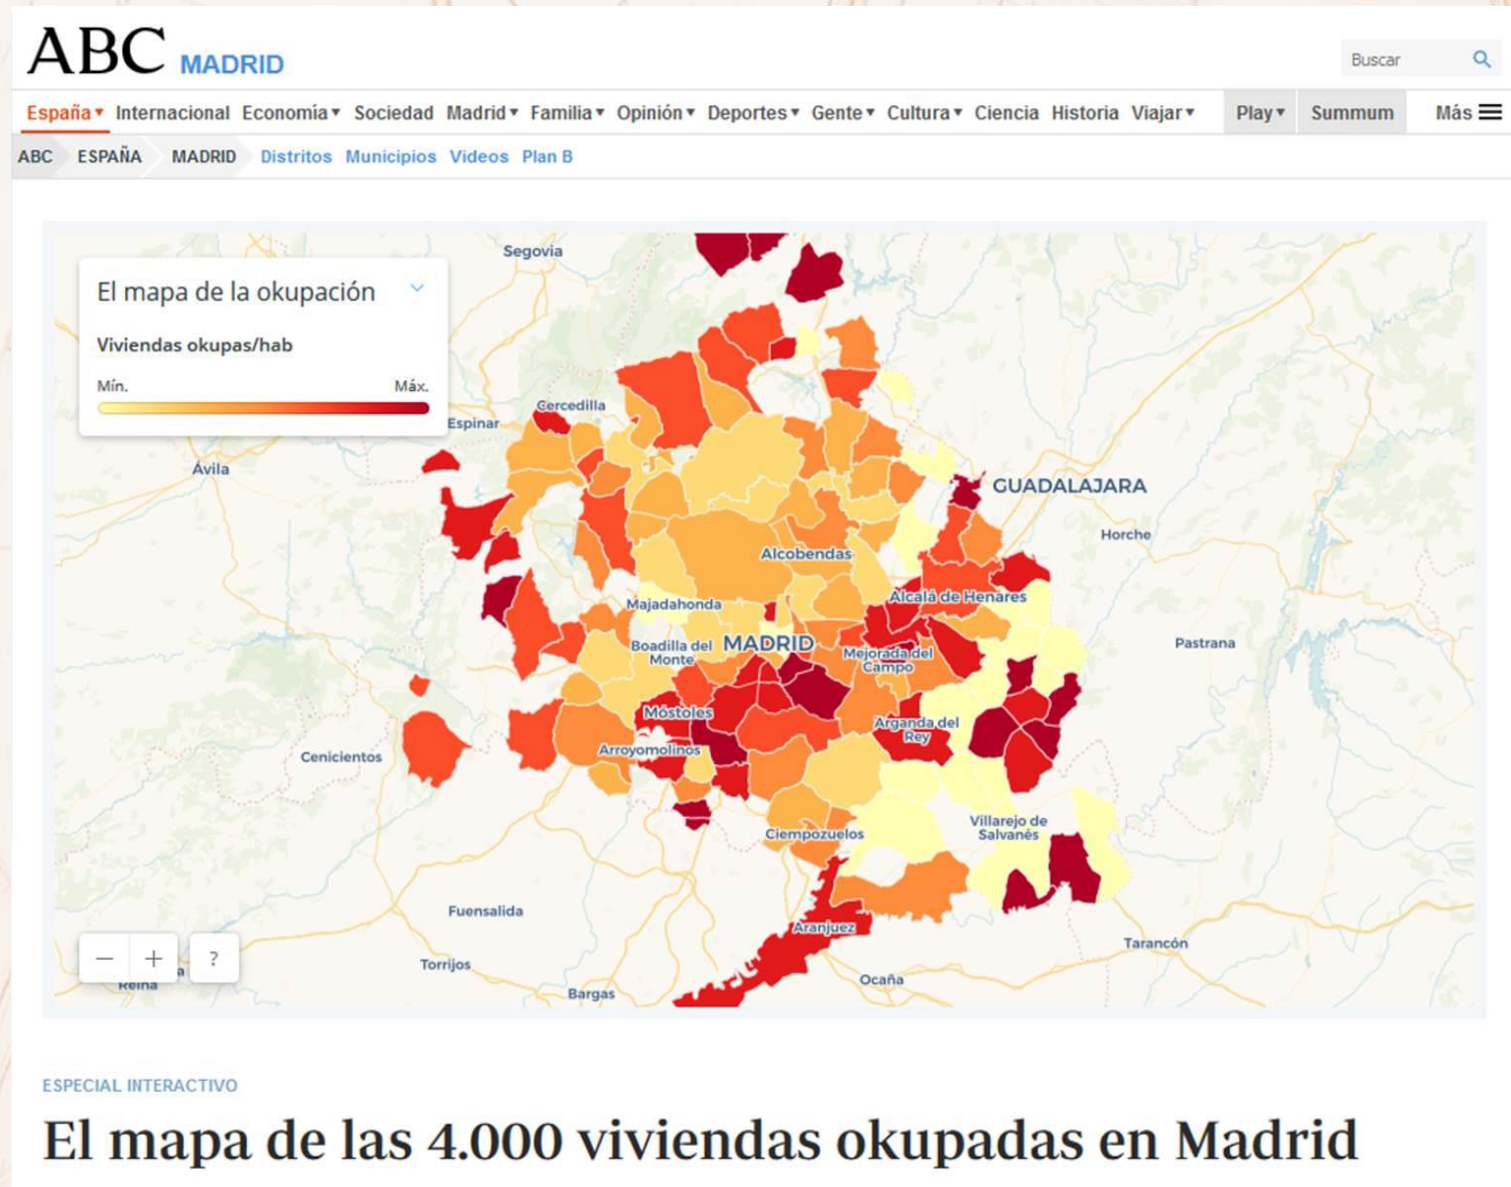 ABC MADRID
Buscar
España Internacional Economía Sociedad Madrid Familia Opinión Deportes Gente Cultura Ciencia Historia Viajar Play Summum Más
ABC ESPAÑA MADRID Distritos Municipios Videos Plan B
El mapa de la okupación
Viviendas okupas/hab
Mín. Máx.
Segovia
Cercedilla
Espinar
Ávila
GUADALAJARA
Horche
Alcobendas
Alcalá de Henares
Majadahonda
Boadilla del
Monte
MADRID
Mejorada del
Campo
Pastrana
Móstoles
Arganda del
Rey
Arroyomolinos
Cenicientos
Ciempozuelos
Villarejo de
Salvanés
Fuensalida
Aranjuez
Tarancón
Torrijos
Ocaña
Bargas
− + ?
ESPECIAL INTERACTIVO
El mapa de las 4.000 viviendas okupadas en Madrid